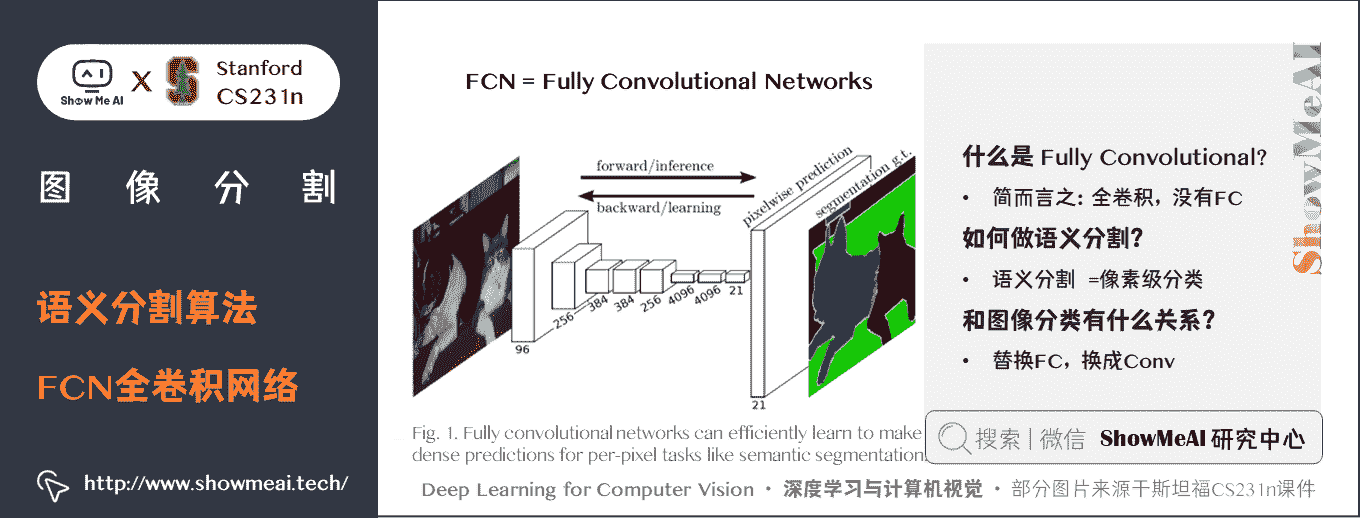 Show Me AI
X
Stanford
CS231n
图像分割
语义分割算法
FCN全卷积网络
http://www.showmeai.tech/
FCN = Fully Convolutional Networks
forward/inference
backward/learning
pixelwise prediction
segmentation g.t.
96
256
384
384
256
4096
4096
21
21
Fig. 1. Fully convolutional networks can efficiently learn to make
dense predictions for per-pixel tasks like semantic segmentation.
什么是 Fully Convolutional?
• 简而言之: 全卷积，没有FC
如何做语义分割?
• 语义分割 =像素级分类
和图像分类有什么关系?
• 替换FC，换成Conv
ShowMeAI
搜索 | 微信 ShowMeAI 研究中心
Deep Learning for Computer Vision · 深度学习与计算机视觉 · 部分图片来源于斯坦福CS231n课件